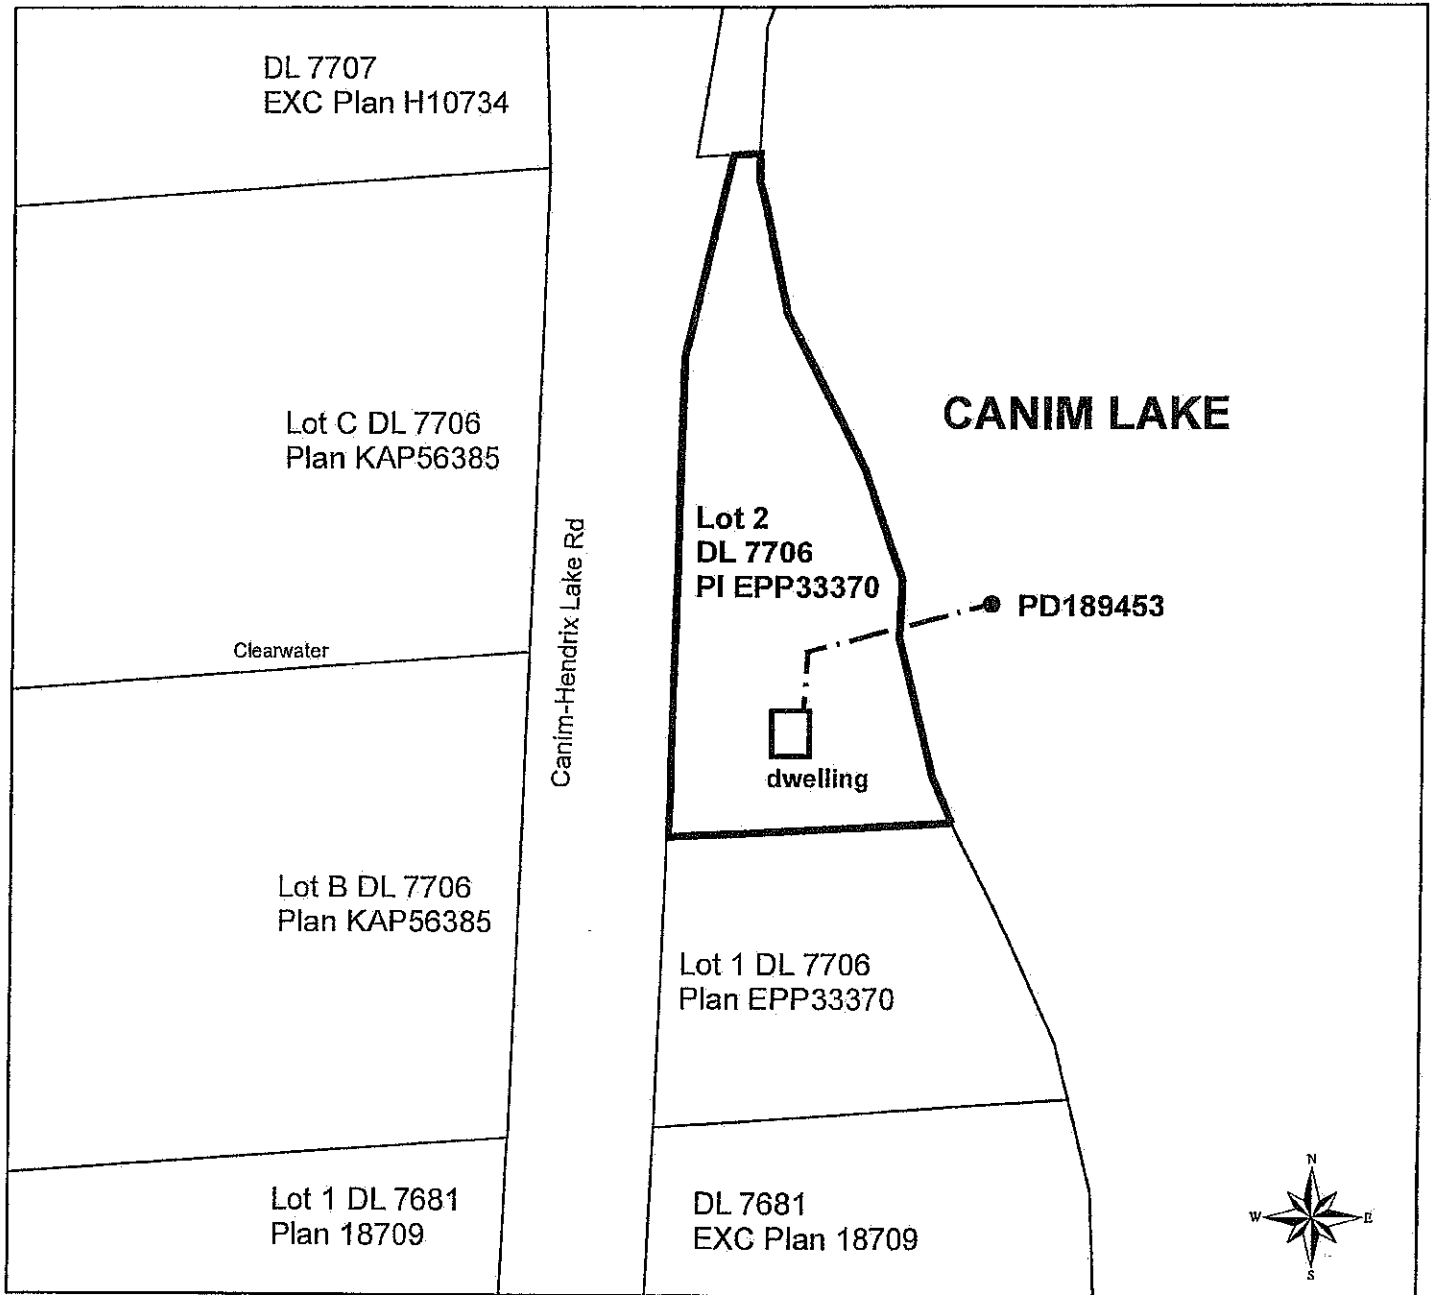 DL 7707
EXC Plan H10734
Lot C DL 7706
Plan KAP56385
CANIM LAKE
Lot 2
DL 7706
Pl EPP33370
PD189453
Canim-Hendrix Lake Rd
Clearwater
dwelling
Lot B DL 7706
Plan KAP56385
Lot 1 DL 7706
Plan EPP33370
Lot 1 DL 7681
Plan 18709
DL 7681
EXC Plan 18709
N
W
E
S